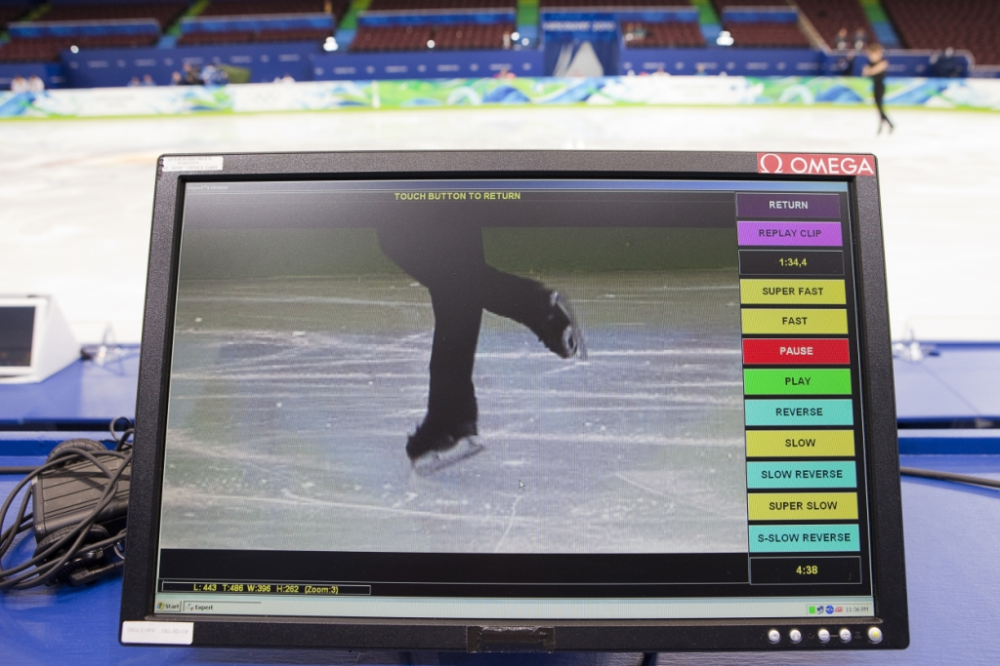 Ω OMEGA
TOUCH BUTTON TO RETURN
RETURN
REPLAY CLIP
1:34,4
SUPER FAST
FAST
PAUSE
PLAY
REVERSE
SLOW
SLOW REVERSE
SUPER SLOW
S-SLOW REVERSE
4:38
L: 443 T:486 W:396 H:262 (Zoom:3)
Start
Expert
11:36 PM